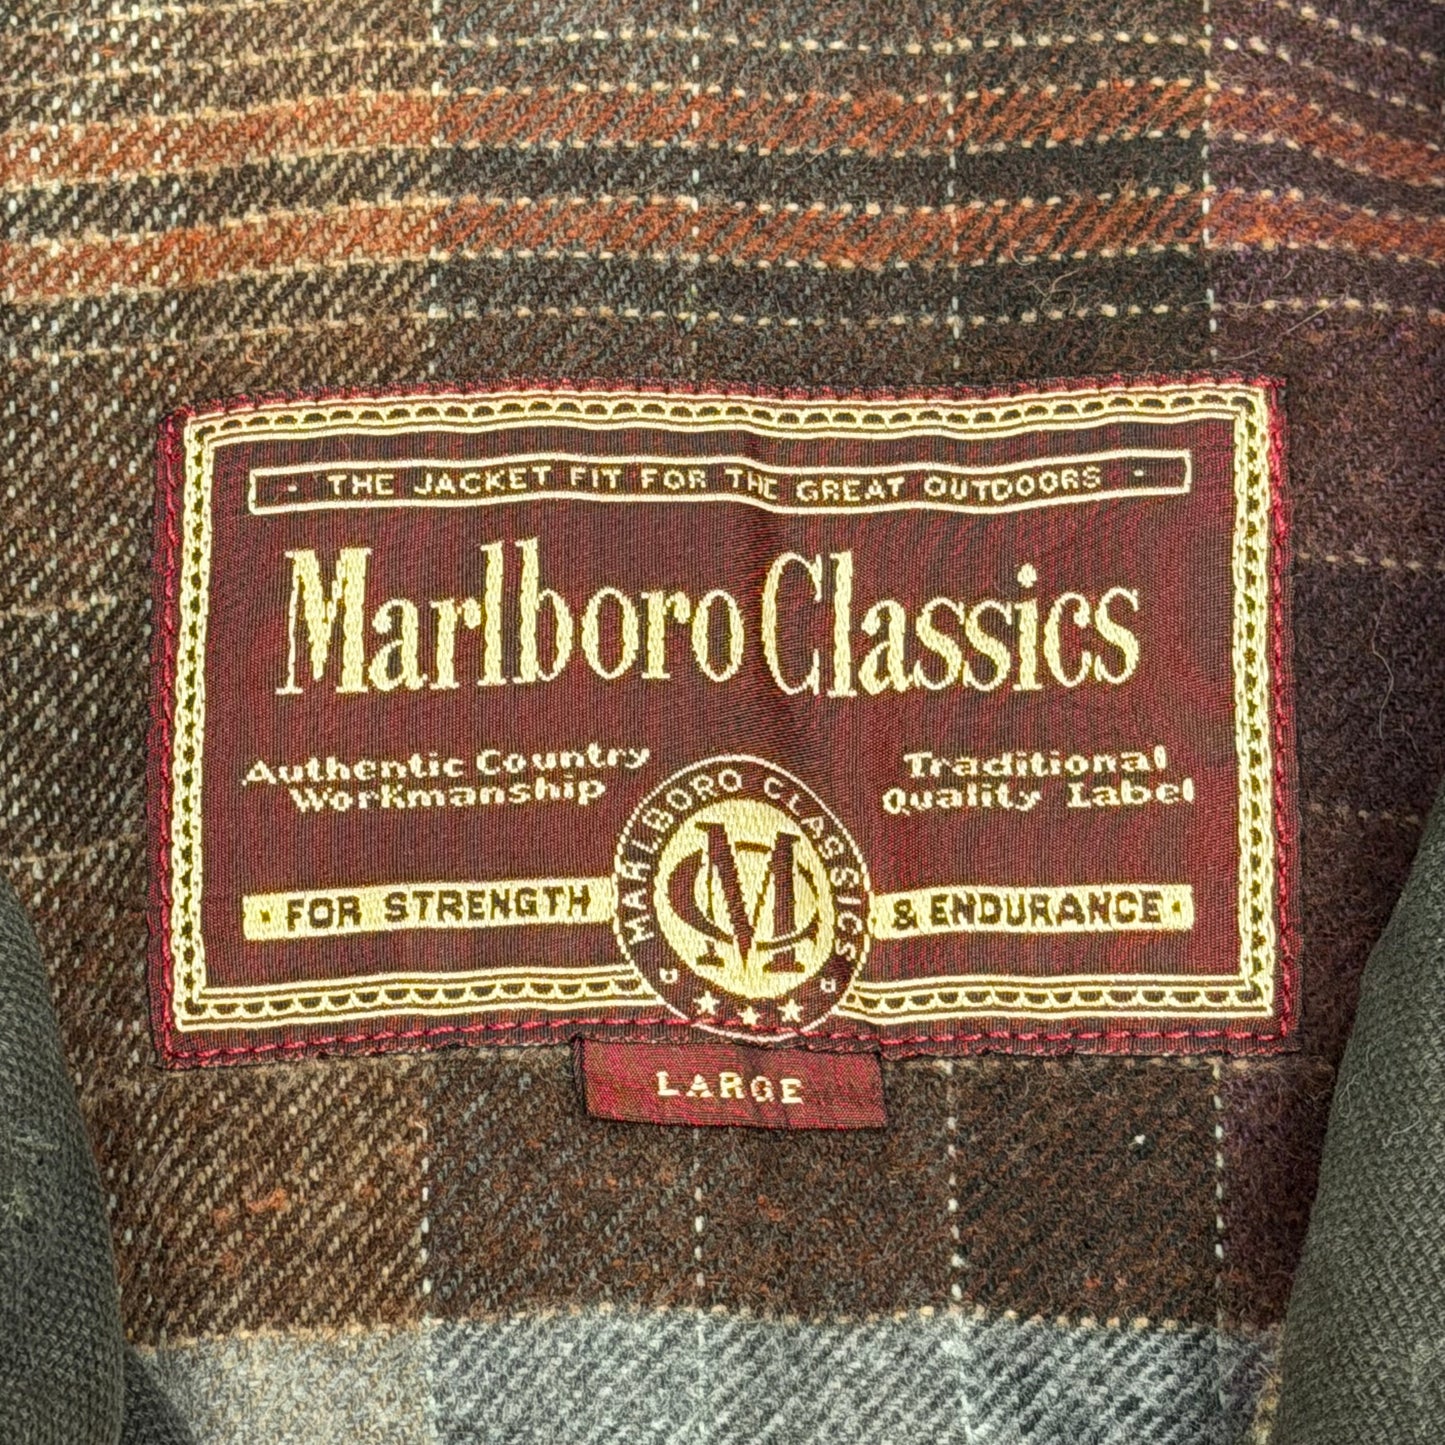 · THE JACKET FIT FOR THE GREAT OUTDOORS ·
Marlboro Classics
Authentic Country
Workmanship
Traditional
Quality Label
MARLBORO CLASSICS
MC
· FOR STRENGTH
& ENDURANCE ·
LARGE